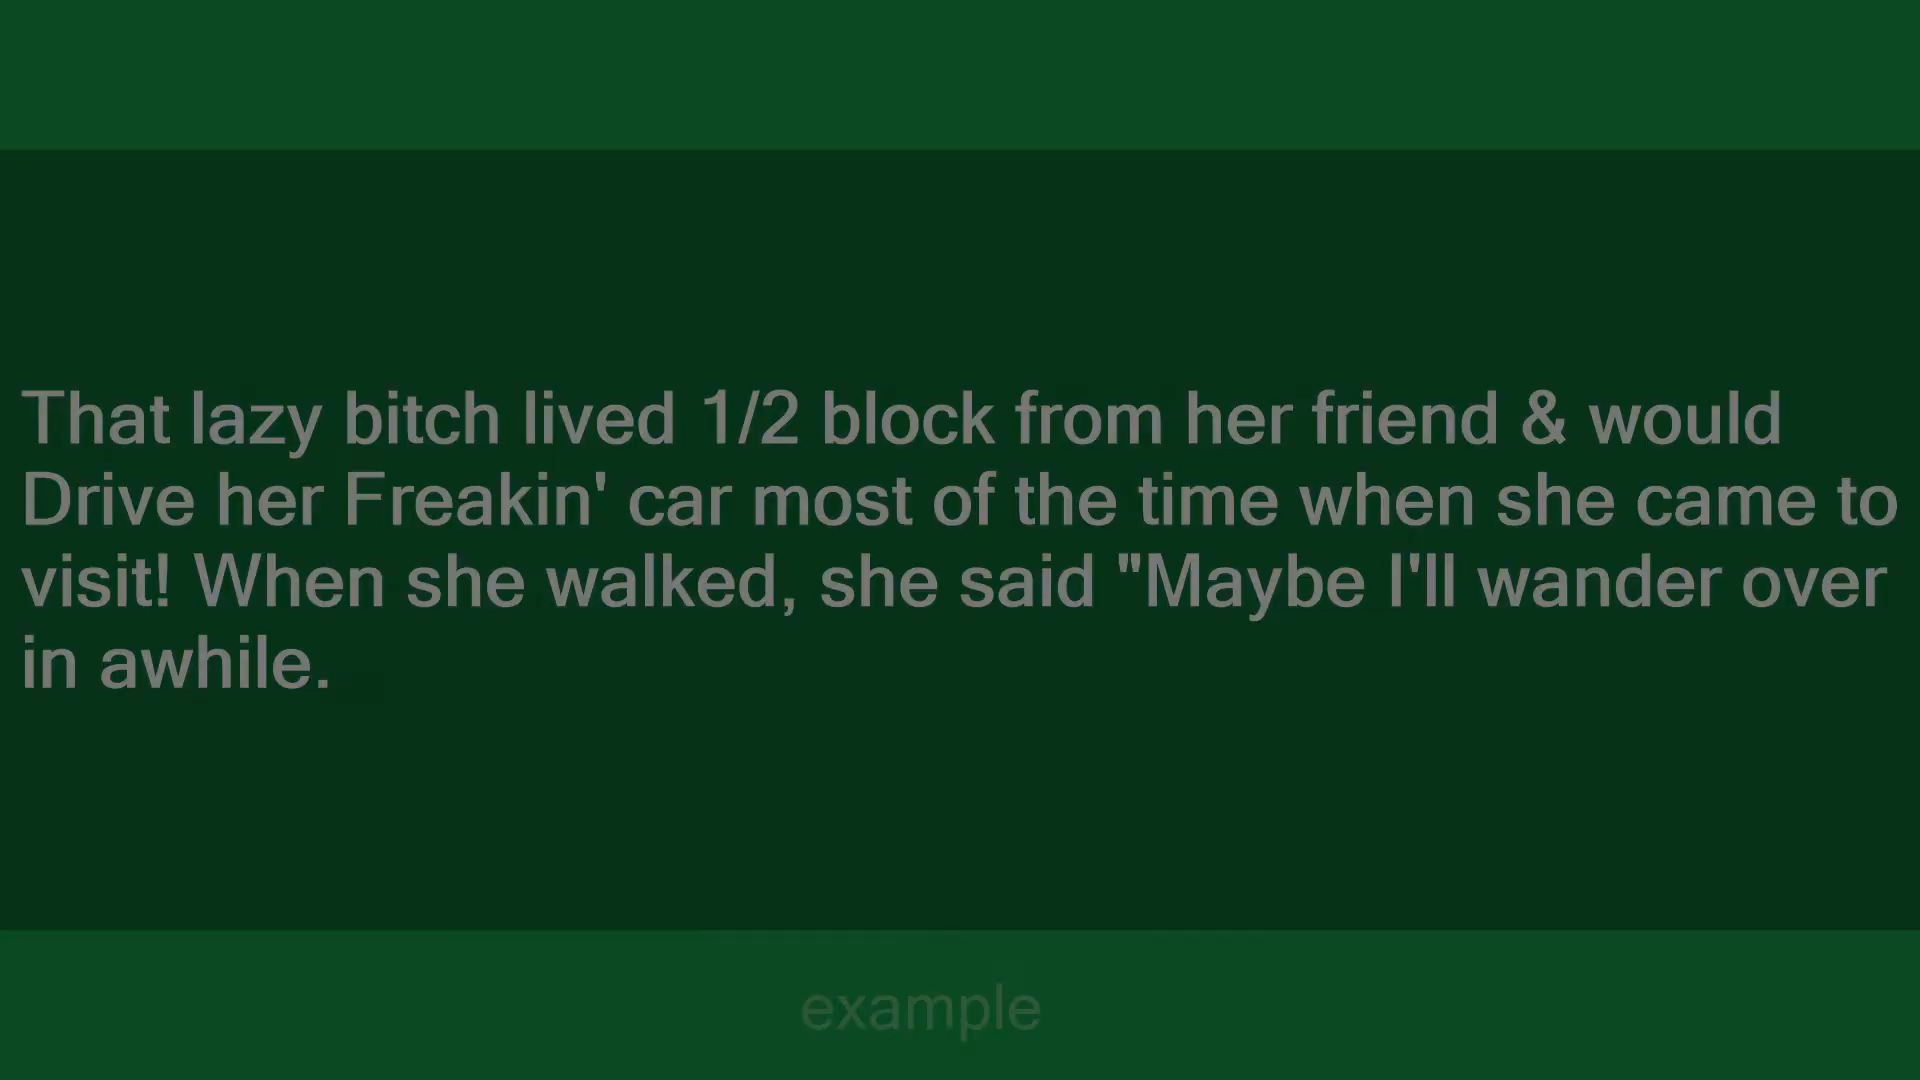 That lazy bitch lived 1/2 block from her friend & would
Drive her Freakin' car most of the time when she came to
visit! When she walked, she said "Maybe I'll wander over
in awhile.
example